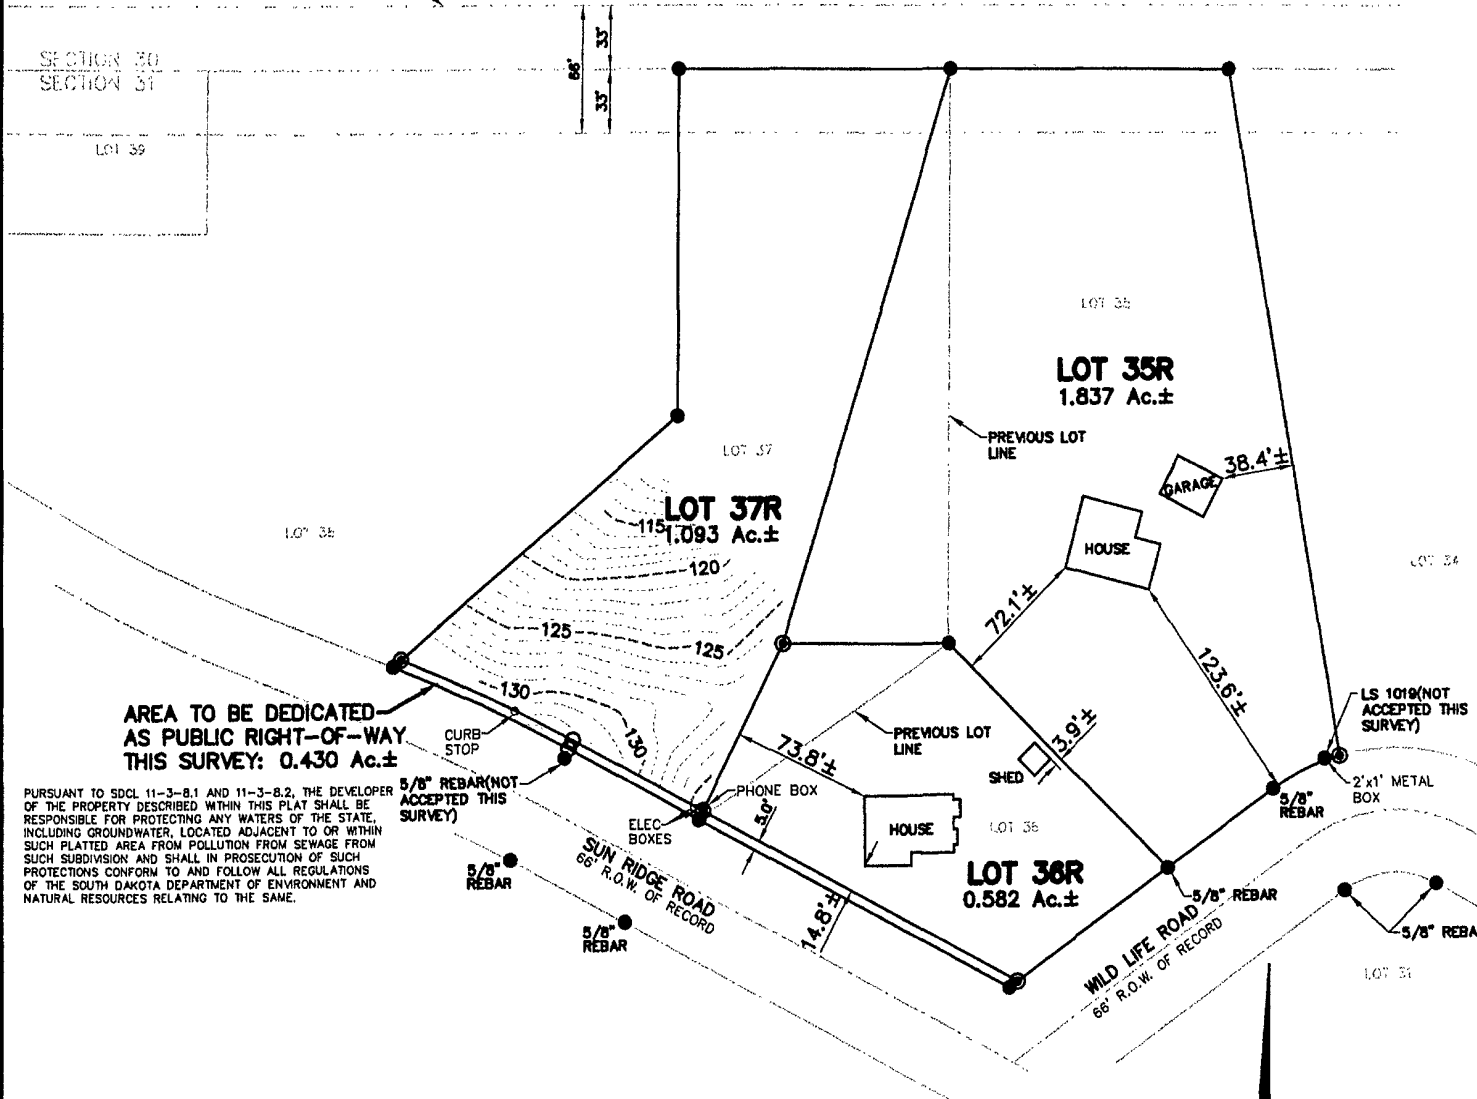 SECTION 30
SECTION 31
LOT 39
66'
33'
33'
LOT 35
LOT 35R
1.837 Ac.±
PREVIOUS LOT
LINE
GARAGE
38.4'±
LOT 37
LOT 37R
1.093 Ac.±
115
120
125
125
130
130
HOUSE
72.1'±
123.6'±
LOT 34
AREA TO BE DEDICATED
AS PUBLIC RIGHT-OF-WAY
THIS SURVEY: 0.430 Ac.±
CURB
STOP
PREVIOUS LOT
LINE
73.8'±
SHED
3.9'±
LS 1019(NOT
ACCEPTED THIS
SURVEY)
2'x1' METAL
BOX
5/8"
REBAR
PURSUANT TO SDCL 11-3-8.1 AND 11-3-8.2, THE DEVELOPER
OF THE PROPERTY DESCRIBED WITHIN THIS PLAT SHALL BE
RESPONSIBLE FOR PROTECTING ANY WATERS OF THE STATE,
INCLUDING GROUNDWATER, LOCATED ADJACENT TO OR WITHIN
SUCH PLATTED AREA FROM POLLUTION FROM SEWAGE FROM
SUCH SUBDIVISION AND SHALL IN PROSECUTION OF SUCH
PROTECTIONS CONFORM TO AND FOLLOW ALL REGULATIONS
OF THE SOUTH DAKOTA DEPARTMENT OF ENVIRONMENT AND
NATURAL RESOURCES RELATING TO THE SAME.
5/8" REBAR(NOT
ACCEPTED THIS
SURVEY)
PHONE BOX
ELEC
BOXES
5.0'
HOUSE
LOT 36
LOT 36R
0.582 Ac.±
SUN RIDGE ROAD
66' R.O.W. OF RECORD
14.8'±
5/8"
REBAR
5/8"
REBAR
5/8" REBAR
WILD LIFE ROAD
66' R.O.W. OF RECORD
5/8" REBA
LOT 31